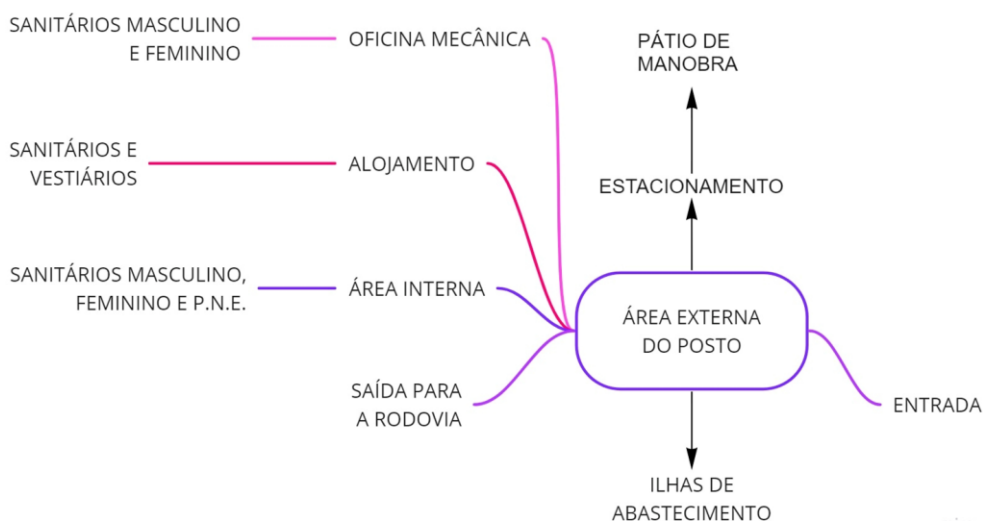 SANITÁRIOS MASCULINO
E FEMININO
OFICINA MECÂNICA
PÁTIO DE
MANOBRA
SANITÁRIOS E
VESTIÁRIOS
ALOJAMENTO
ESTACIONAMENTO
SANITÁRIOS MASCULINO,
FEMININO E P.N.E.
ÁREA INTERNA
ÁREA EXTERNA
DO POSTO
SAÍDA PARA
A RODOVIA
ENTRADA
ILHAS DE
ABASTECIMENTO